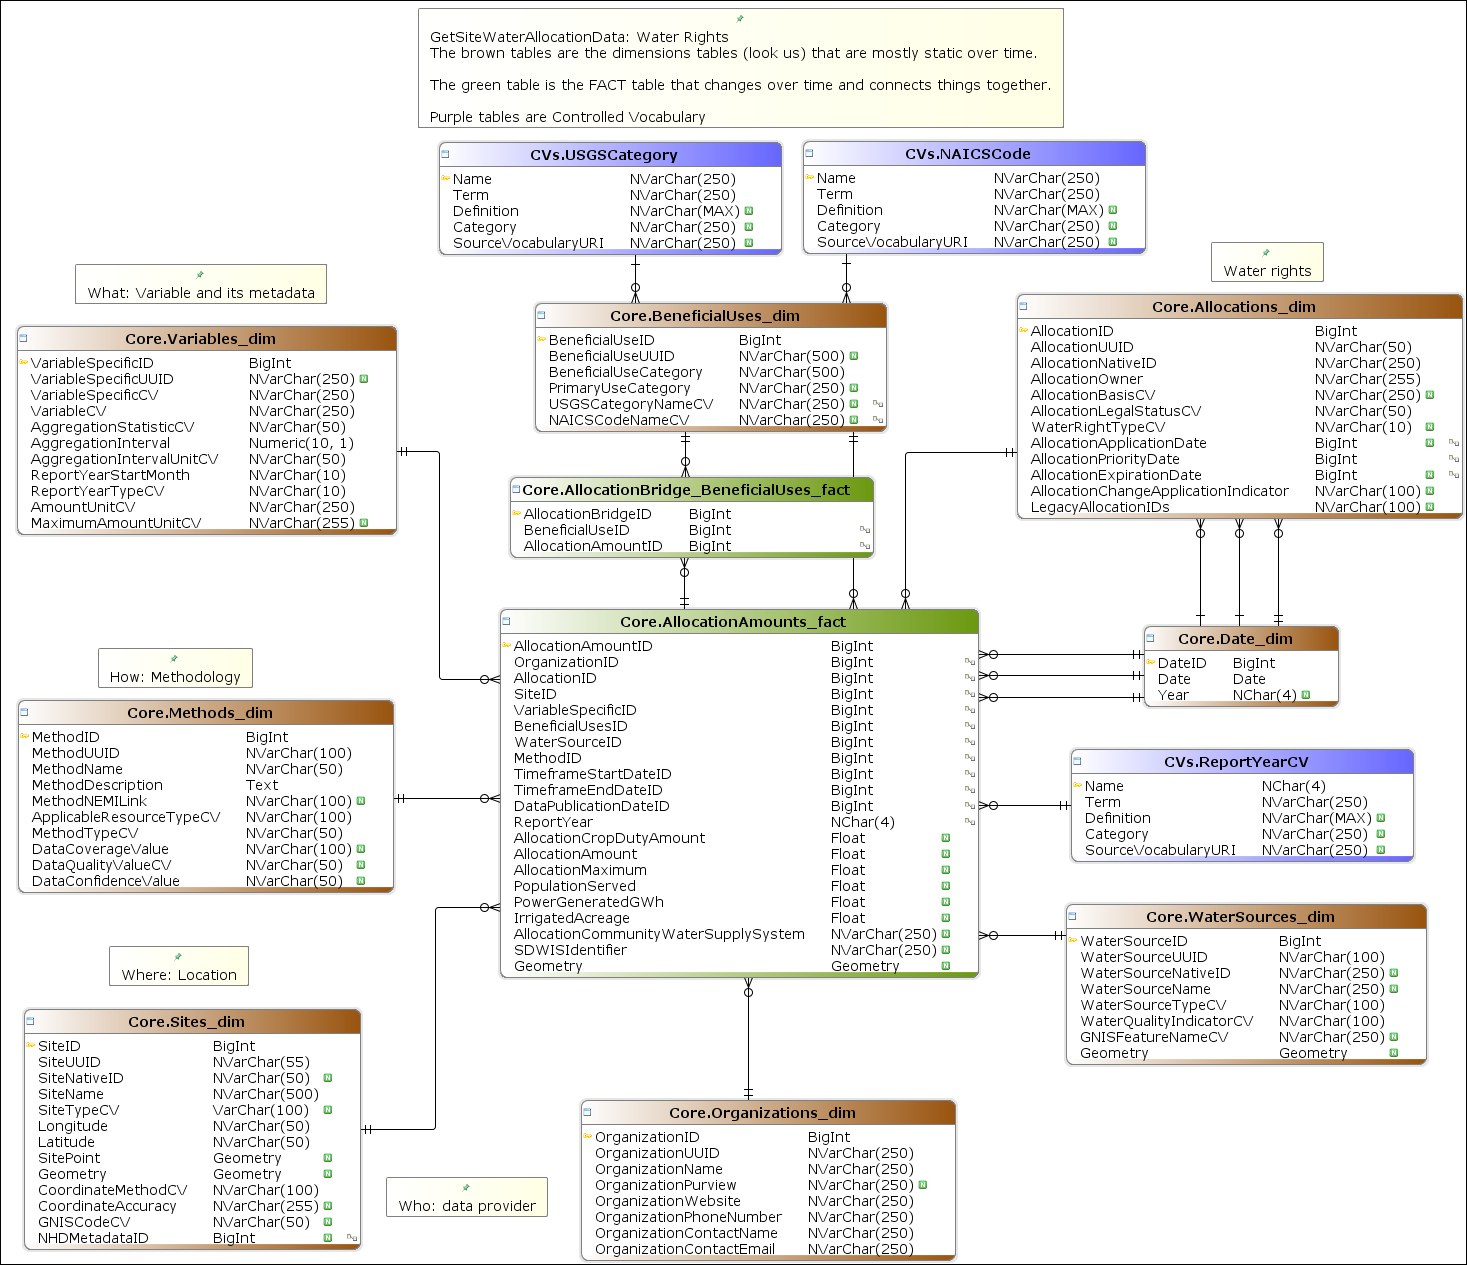 GetSiteWaterAllocationData: Water Rights
The brown tables are the dimensions tables (look us) that are mostly static over time.
The green table is the FACT table that changes over time and connects things together.
Purple tables are Controlled Vocabulary
CVs.USGSCategory
Name NVarChar(250)
Term NVarChar(250)
Definition NVarChar(MAX) N
Category NVarChar(250) N
SourceVocabularyURI NVarChar(250) N
CVs.NAICSCode
Name NVarChar(250)
Term NVarChar(250)
Definition NVarChar(MAX) N
Category NVarChar(250) N
SourceVocabularyURI NVarChar(250) N
What: Variable and its metadata
Core.Variables_dim
VariableSpecificID BigInt
VariableSpecificUUID NVarChar(250) N
VariableSpecificCV NVarChar(250)
VariableCV NVarChar(250)
AggregationStatisticCV NVarChar(50)
AggregationInterval Numeric(10, 1)
AggregationIntervalUnitCV NVarChar(50)
ReportYearStartMonth NVarChar(10)
ReportYearTypeCV NVarChar(10)
AmountUnitCV NVarChar(250)
MaximumAmountUnitCV NVarChar(255) N
Core.BeneficialUses_dim
BeneficialUseID BigInt
BeneficialUseUUID NVarChar(500) N
BeneficialUseCategory NVarChar(500)
PrimaryUseCategory NVarChar(250) N
USGSCategoryNameCV NVarChar(250) N
NAICSCodeNameCV NVarChar(250) N
Water rights
Core.Allocations_dim
AllocationID BigInt
AllocationUUID NVarChar(50)
AllocationNativeID NVarChar(250)
AllocationOwner NVarChar(255)
AllocationBasisCV NVarChar(250) N
AllocationLegalStatusCV NVarChar(50)
WaterRightTypeCV NVarChar(10) N
AllocationApplicationDate BigInt N
AllocationPriorityDate BigInt
AllocationExpirationDate BigInt N
AllocationChangeApplicationIndicator NVarChar(100) N
LegacyAllocationIDs NVarChar(100) N
Core.AllocationBridge_BeneficialUses_fact
AllocationBridgeID BigInt
BeneficialUseID BigInt
AllocationAmountID BigInt
Core.AllocationAmounts_fact
AllocationAmountID BigInt
OrganizationID BigInt
AllocationID BigInt
SiteID BigInt
VariableSpecificID BigInt
BeneficialUsesID BigInt
WaterSourceID BigInt
MethodID BigInt
TimeframeStartDateID BigInt
TimeframeEndDateID BigInt
DataPublicationDateID BigInt
ReportYear NChar(4)
AllocationCropDutyAmount Float N
AllocationAmount Float N
AllocationMaximum Float N
PopulationServed Float N
PowerGeneratedGWh Float N
IrrigatedAcreage Float N
AllocationCommunityWaterSupplySystem NVarChar(250) N
SDWISIdentifier NVarChar(250) N
Geometry Geometry N
Core.Date_dim
DateID BigInt
Date Date
Year NChar(4) N
How: Methodology
Core.Methods_dim
MethodID BigInt
MethodUUID NVarChar(100)
MethodName NVarChar(50)
MethodDescription Text
MethodNEMILink NVarChar(100) N
ApplicableResourceTypeCV NVarChar(100)
MethodTypeCV NVarChar(50)
DataCoverageValue NVarChar(100) N
DataQualityValueCV NVarChar(50) N
DataConfidenceValue NVarChar(50) N
CVs.ReportYearCV
Name NChar(4)
Term NVarChar(250)
Definition NVarChar(MAX) N
Category NVarChar(250) N
SourceVocabularyURI NVarChar(250) N
Core.WaterSources_dim
WaterSourceID BigInt
WaterSourceUUID NVarChar(100)
WaterSourceNativeID NVarChar(250) N
WaterSourceName NVarChar(250) N
WaterSourceTypeCV NVarChar(100)
WaterQualityIndicatorCV NVarChar(100)
GNISFeatureNameCV NVarChar(250) N
Geometry Geometry N
Where: Location
Core.Sites_dim
SiteID BigInt
SiteUUID NVarChar(55)
SiteNativeID NVarChar(50) N
SiteName NVarChar(500)
SiteTypeCV VarChar(100) N
Longitude NVarChar(50)
Latitude NVarChar(50)
SitePoint Geometry N
Geometry Geometry N
CoordinateMethodCV NVarChar(100)
CoordinateAccuracy NVarChar(255) N
GNISCodeCV NVarChar(50) N
NHDMetadataID BigInt N
Who: data provider
Core.Organizations_dim
OrganizationID BigInt
OrganizationUUID NVarChar(250)
OrganizationName NVarChar(250)
OrganizationPurview NVarChar(250) N
OrganizationWebsite NVarChar(250)
OrganizationPhoneNumber NVarChar(250)
OrganizationContactName NVarChar(250)
OrganizationContactEmail NVarChar(250)